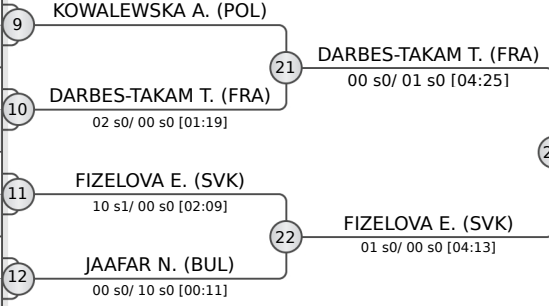 9
KOWALEWSKA A. (POL)
21
DARBES-TAKAM T. (FRA)
00 s0/ 01 s0 [04:25]
10
DARBES-TAKAM T. (FRA)
02 s0/ 00 s0 [01:19]
11
FIZELOVA E. (SVK)
10 s1/ 00 s0 [02:09]
22
FIZELOVA E. (SVK)
01 s0/ 00 s0 [04:13]
12
JAAFAR N. (BUL)
00 s0/ 10 s0 [00:11]